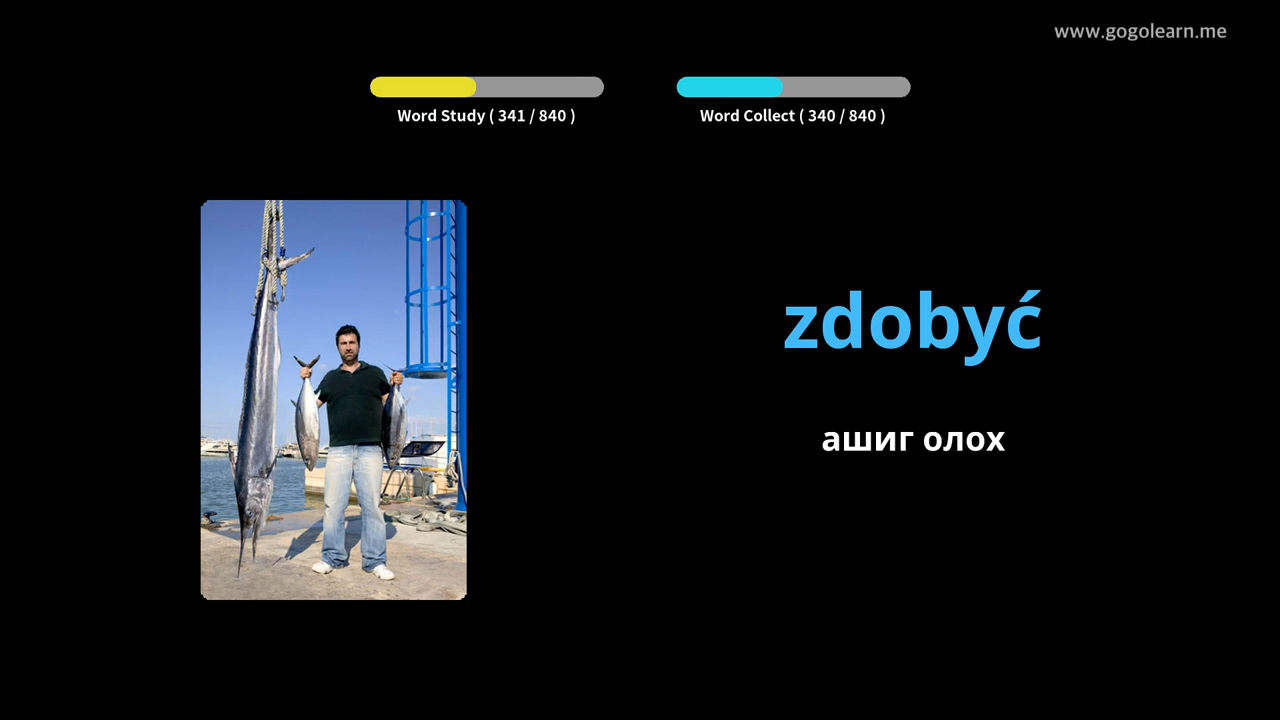 www.gogolearn.me
Word Study ( 341 / 840 )
Word Collect ( 340 / 840 )
zdobyć
ашиг олох